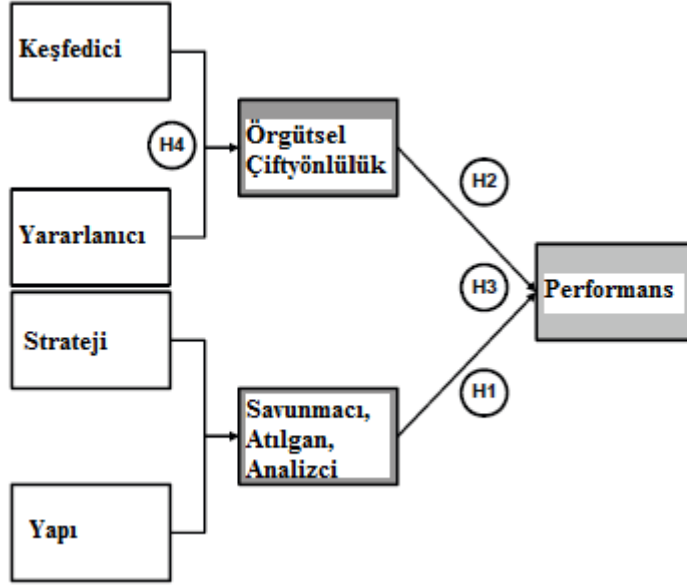 Keşfedici
H4
Örgütsel
Çiftyönlülük
Yararlanıcı
H2
H3
Performans
Strateji
H1
Savunmacı,
Atılgan,
Analizci
Yapı